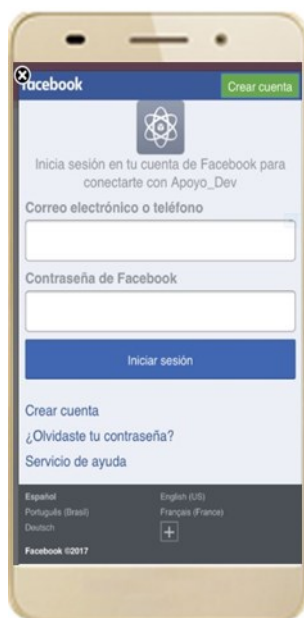 facebook
Crear cuenta
Inicia sesión en tu cuenta de Facebook para
conectarte con Apoyo_Dev
Correo electrónico o teléfono
Contraseña de Facebook
Iniciar sesión
Crear cuenta
¿Olvidaste tu contraseña?
Servicio de ayuda
Español
English (US)
Português (Brasil)
Français (France)
Deutsch
Facebook ©2017